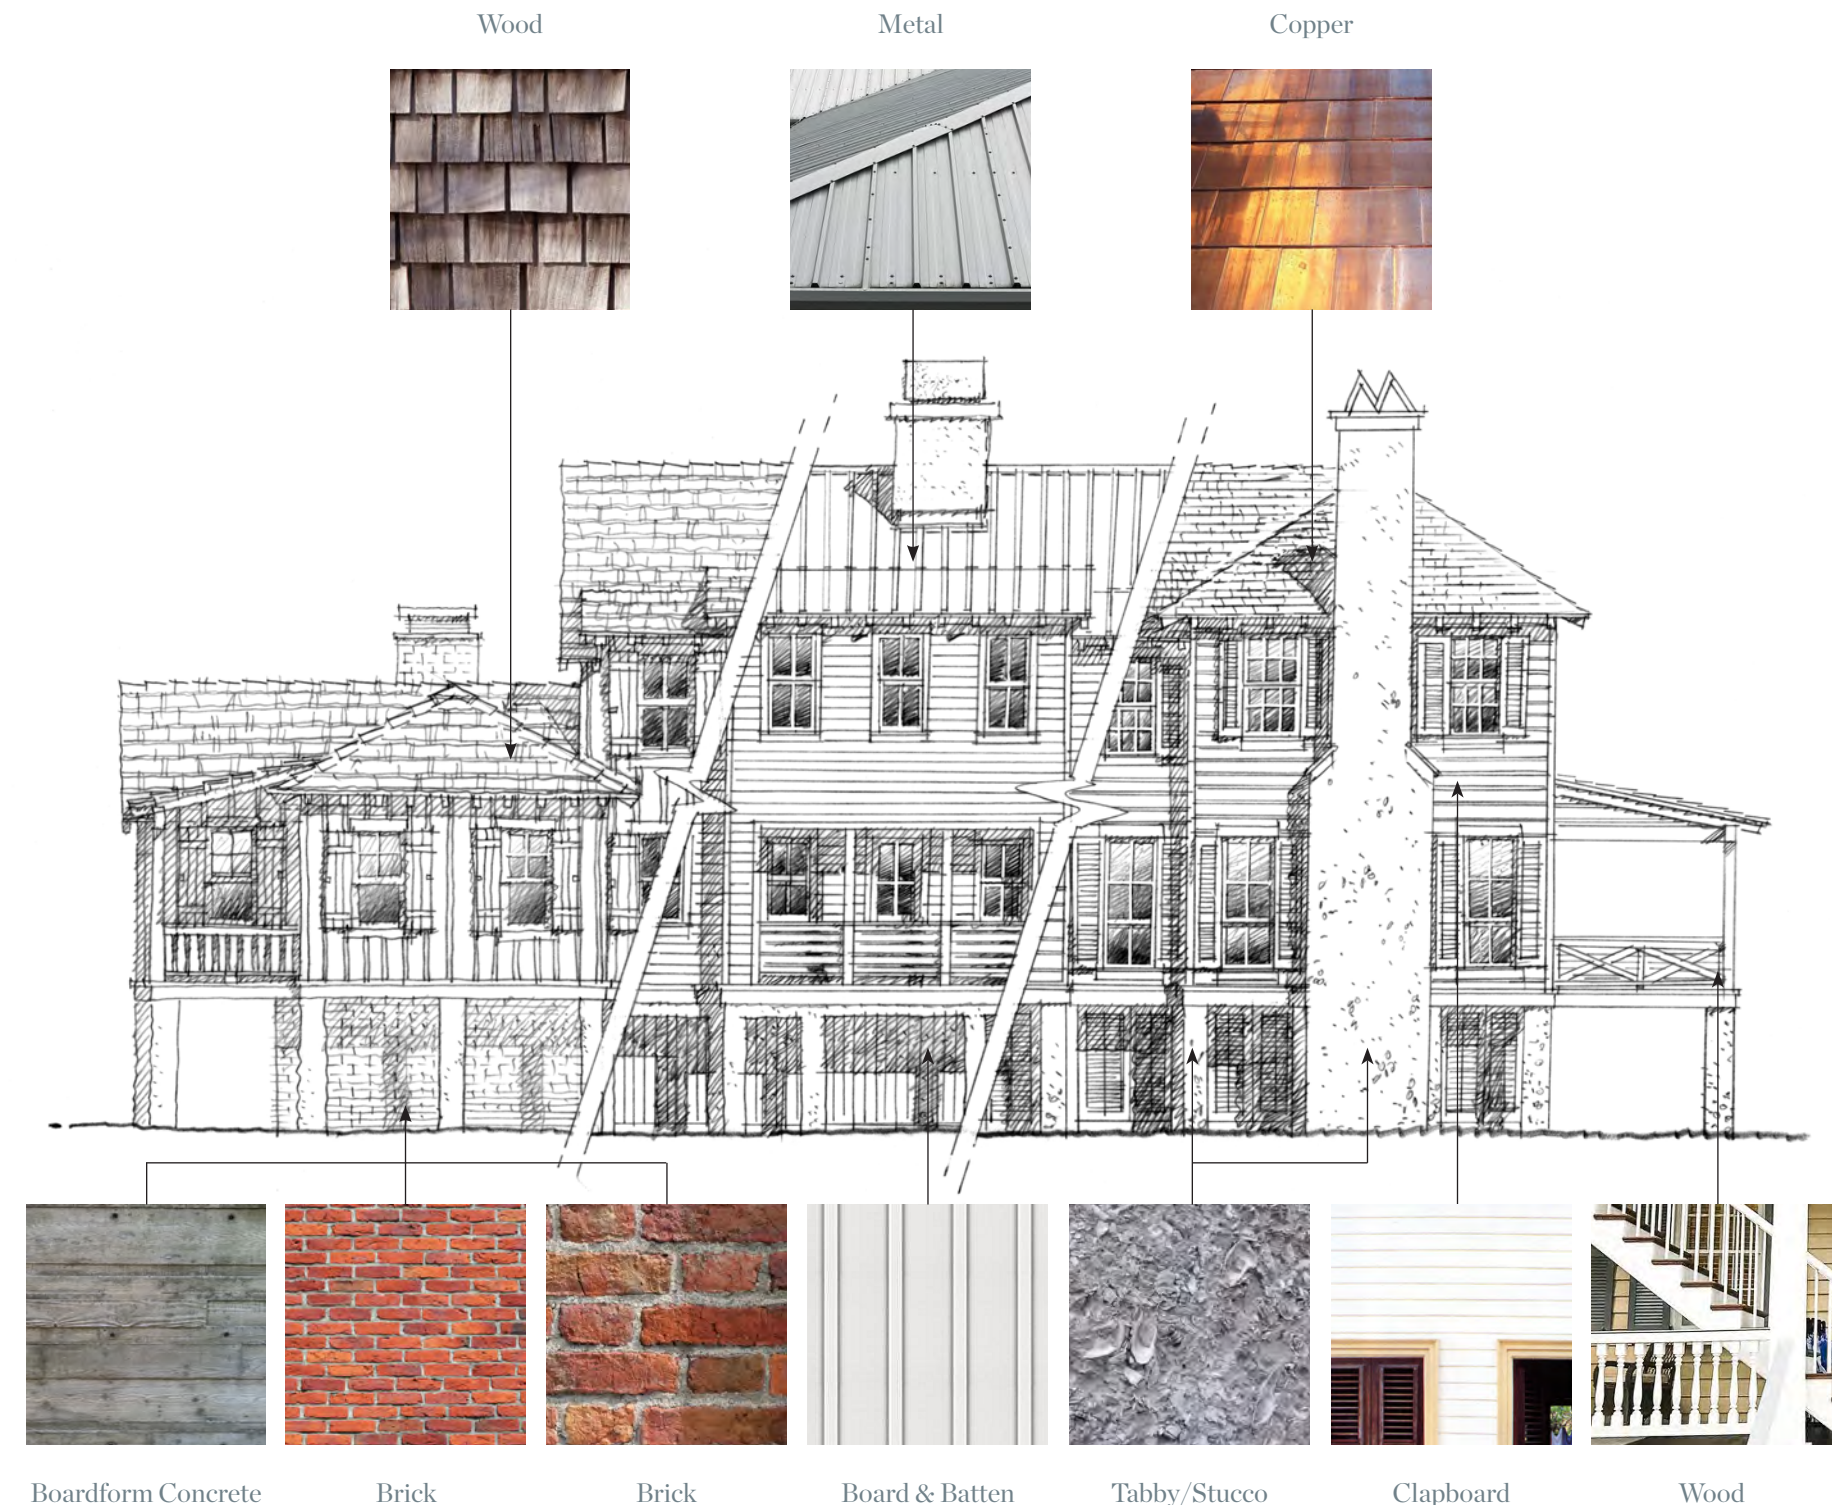 Wood
Metal
Copper
Boardform Concrete
Brick
Brick
Board & Batten
Tabby/Stucco
Clapboard
Wood